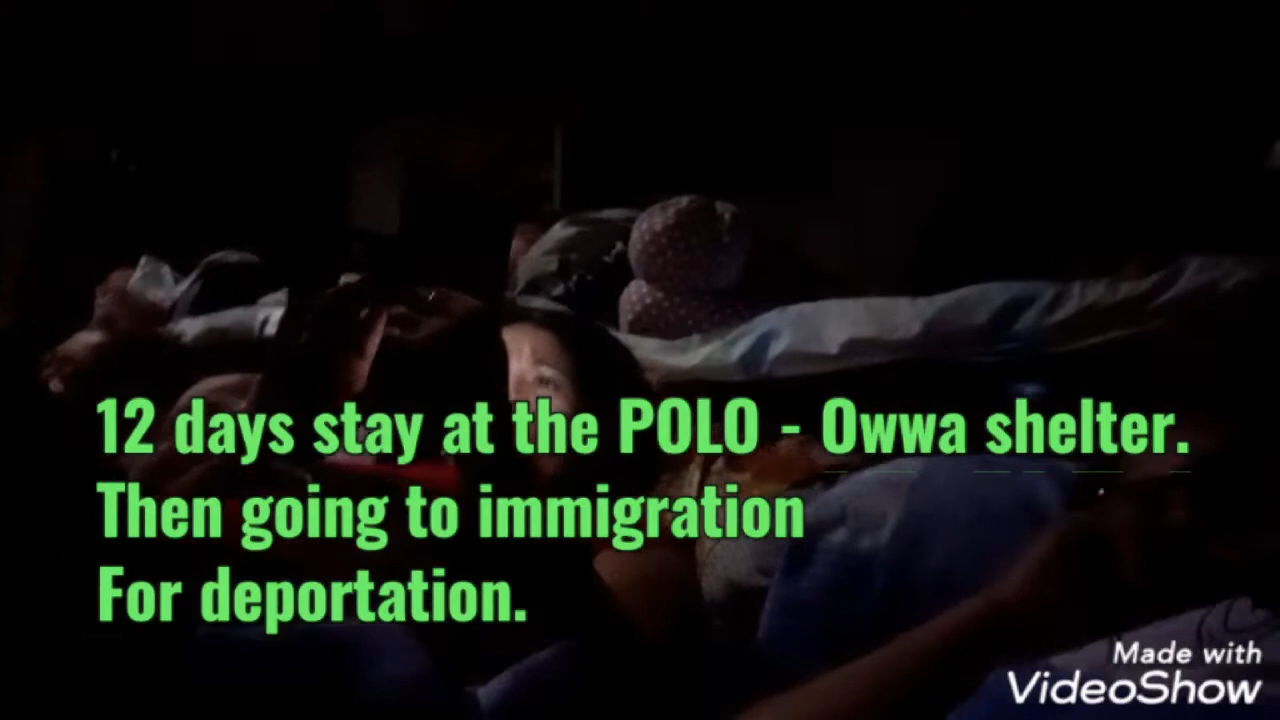 12 days stay at the POLO - Owwa shelter.
Then going to immigration
For deportation.
Made with
VideoShow